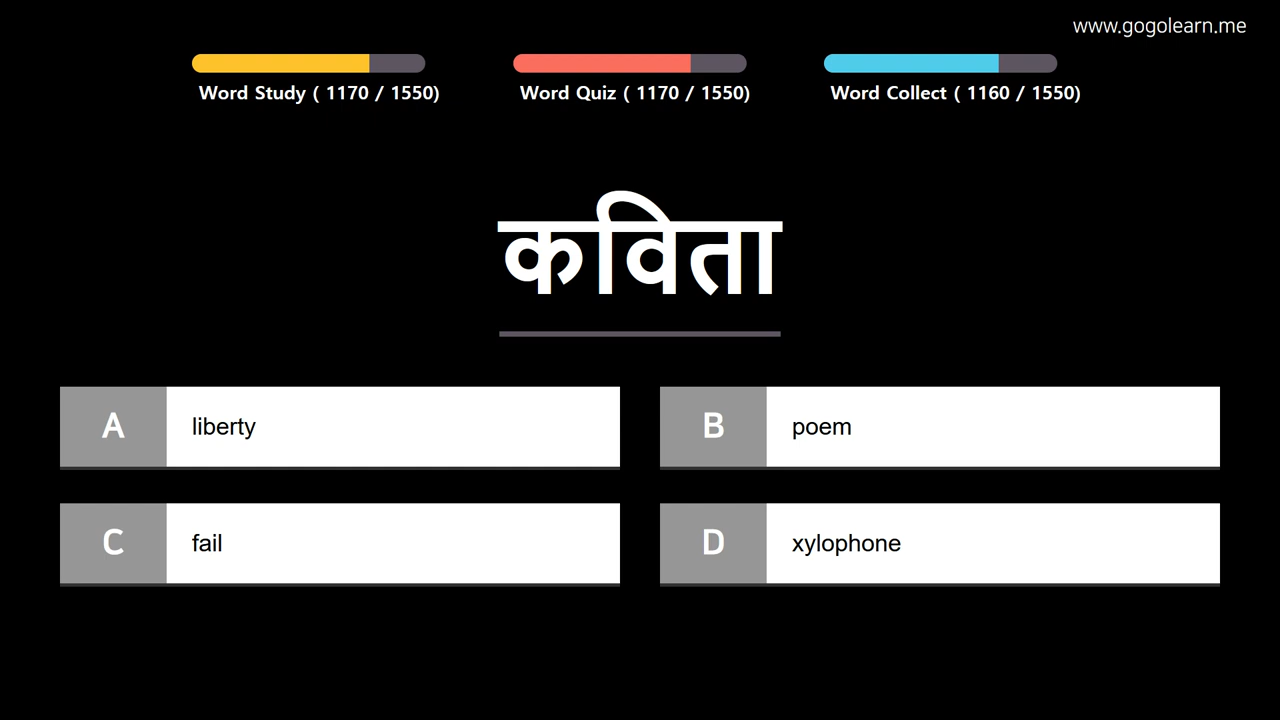 www.gogolearn.me
Word Study ( 1170 / 1550)
Word Quiz ( 1170 / 1550)
Word Collect ( 1160 / 1550)
कविता
A liberty
B poem
C fail
D xylophone